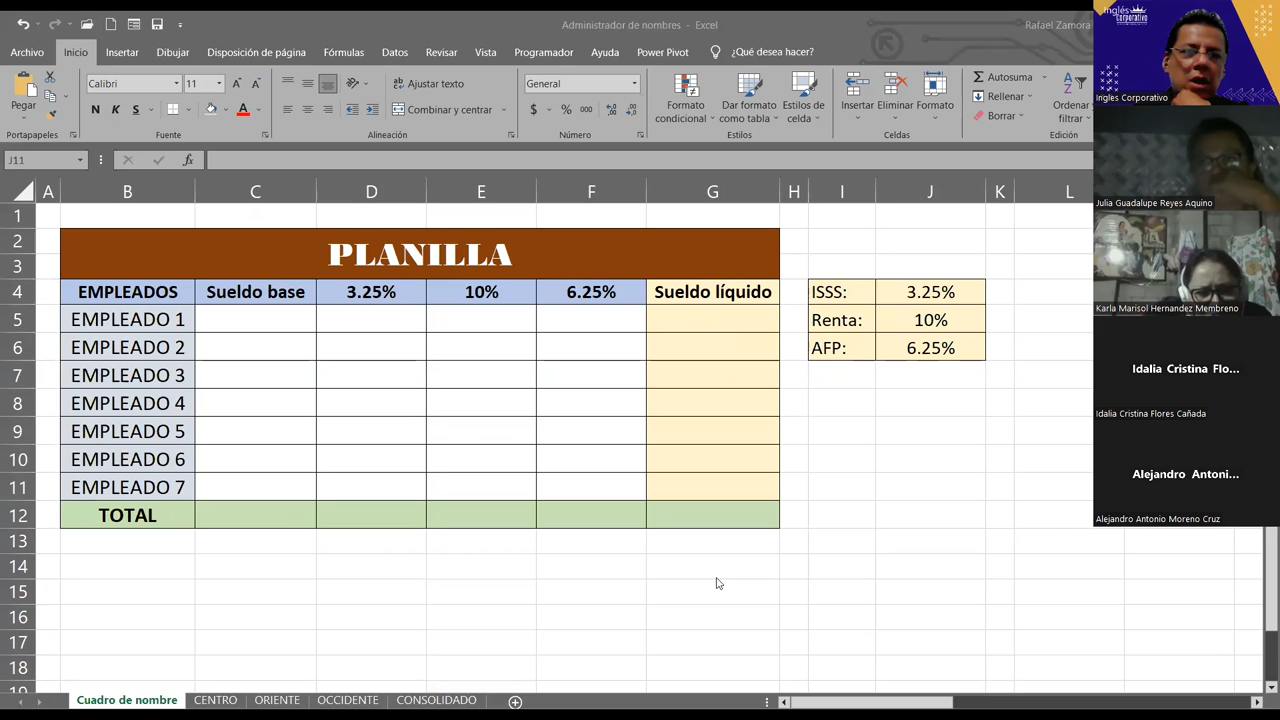 Administrador de nombres - Excel
Rafael Zamora
Archivo Inicio Insertar Dibujar Disposición de página Fórmulas Datos Revisar Vista Programador Ayuda Power Pivot ¿Qué desea hacer?
Pegar
Calibri 11
N K S
Ajustar texto
Combinar y centrar
General
$ % 000
Formato condicional
Dar formato como tabla
Estilos de celda
Insertar Eliminar Formato
Autosuma
Rellenar
Borrar
Ordenar filtrar
Portapapeles Fuente Alineación Número Estilos Celdas Edición
J11 fx
A B C D E F G H I J K L
1
2
3
PLANILLA
4 EMPLEADOS Sueldo base 3.25% 10% 6.25% Sueldo líquido ISSS: 3.25%
5 EMPLEADO 1 Renta: 10%
6 EMPLEADO 2 AFP: 6.25%
7 EMPLEADO 3
8 EMPLEADO 4
9 EMPLEADO 5
10 EMPLEADO 6
11 EMPLEADO 7
12 TOTAL
13
14
15
16
17
18
19
Cuadro de nombre CENTRO ORIENTE OCCIDENTE CONSOLIDADO
Inglés Corporativo
Ingles Corporativo
Julia Guadalupe Reyes Aquino
Karla Marisol Hernandez Membreno
Idalia Cristina Flo...
Idalia Cristina Flores Cañada
Alejandro Antoni...
Alejandro Antonio Moreno Cruz